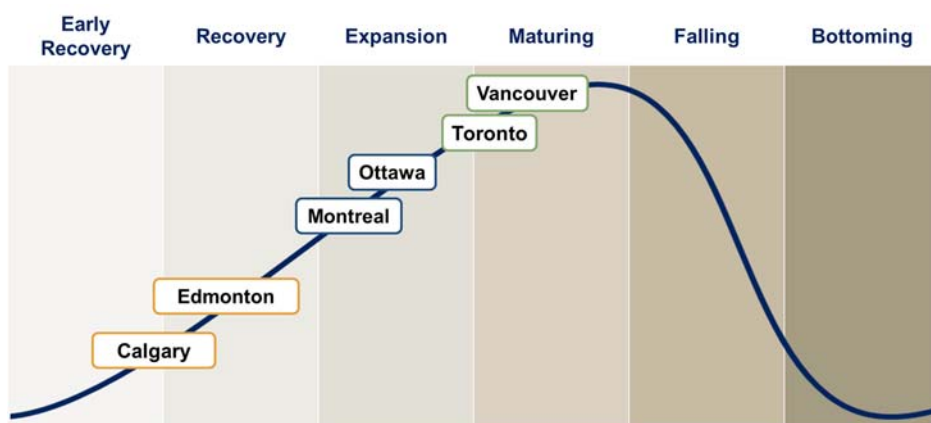 Early
Recovery
Recovery
Expansion
Maturing
Falling
Bottoming
Vancouver
Toronto
Ottawa
Montreal
Edmonton
Calgary